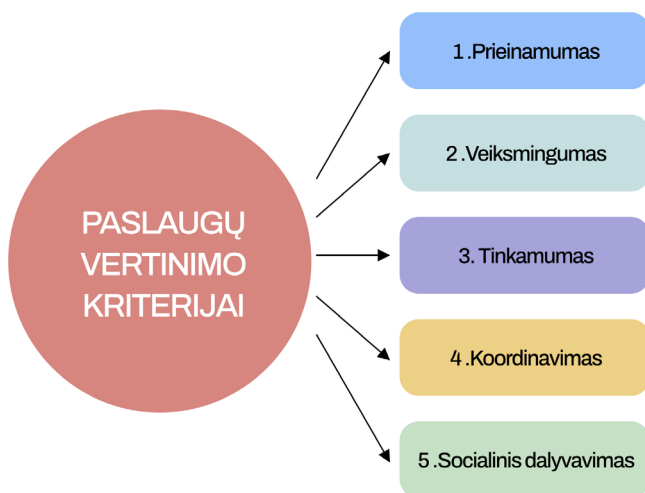 PASLAUGŲ
VERTINIMO
KRITERIJAI
1.Prieinamumas
2.Veiksmingumas
3. Tinkamumas
4.Koordinavimas
5.Socialinis dalyvavimas